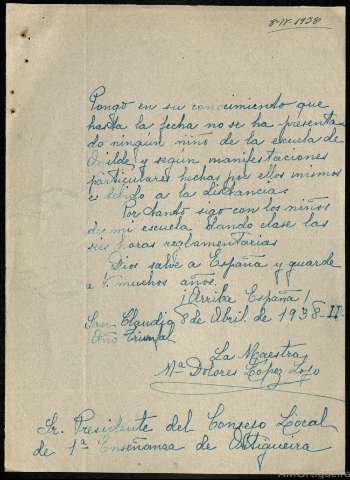 8-IV-1938
Pongo en su conocimiento que
hasta la fecha no se ha presenta-
do ningún niño de la escuela de
y segun manifestaciones
particulares hechas por ellos mismos
es debido a la distancias
Por tanto sigo con los niños
de mi escuela dando clase las
seis horas reglamentarias
Dios salve a España y guarde
a V. muchos años.
¡Arriba España!
San Claudio 8 de Abril de 1938-II-
Año Triunfal
La Maestra
Mª Dolores López
Sr. Presidente del Consejo Local
de 1ª Enseñanza de Ortigueira